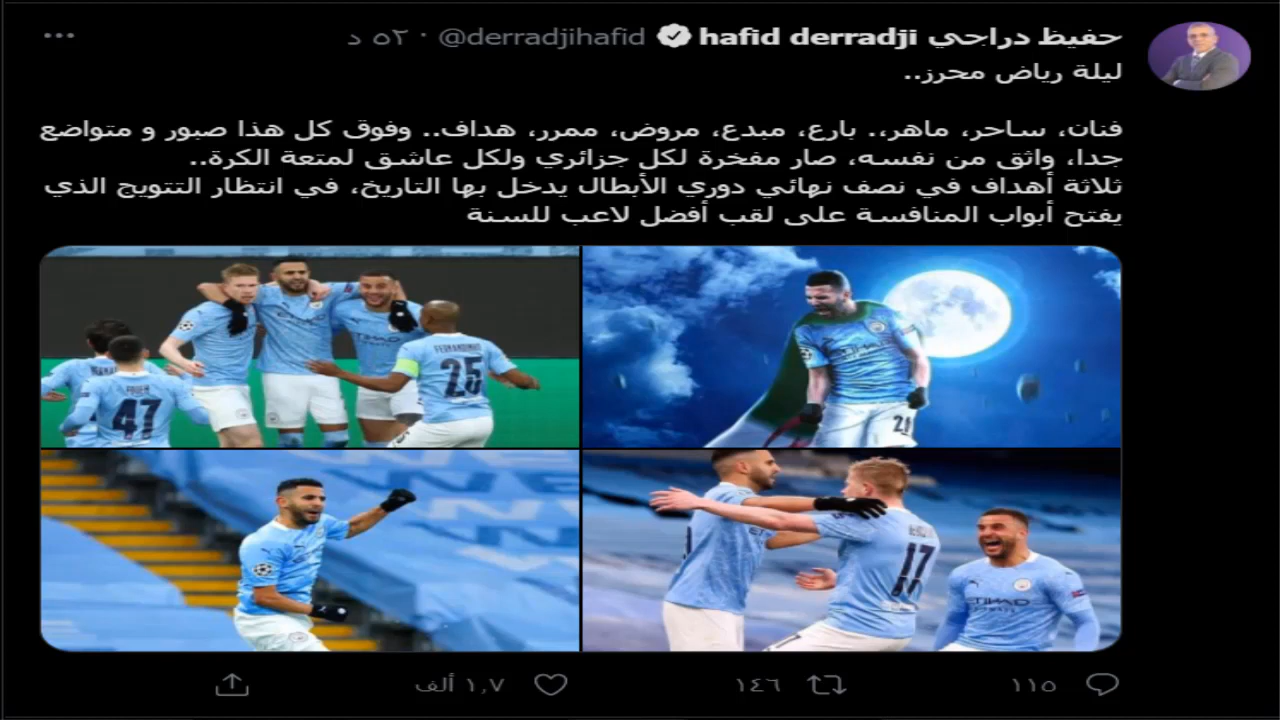 حفيظ دراجي hafid derradji @derradjihafid · ٥٢ د
ليلة رياض محرز..
فنان، ساحر، ماهر،. بارع، مبدع، مروض، ممرر، هداف.. وفوق كل هذا صبور و متواضع
جدا، واثق من نفسه، صار مفخرة لكل جزائري ولكل عاشق لمتعة الكرة..
ثلاثة أهداف في نصف نهائي دوري الأبطال يدخل بها التاريخ، في انتظار التتويج الذي
يفتح أبواب المنافسة على لقب أفضل لاعب للسنة
FERNANDINHO
25
47
ETIHAD
17
ETIHAD
١١٥
١٤٦
١,٧ ألف